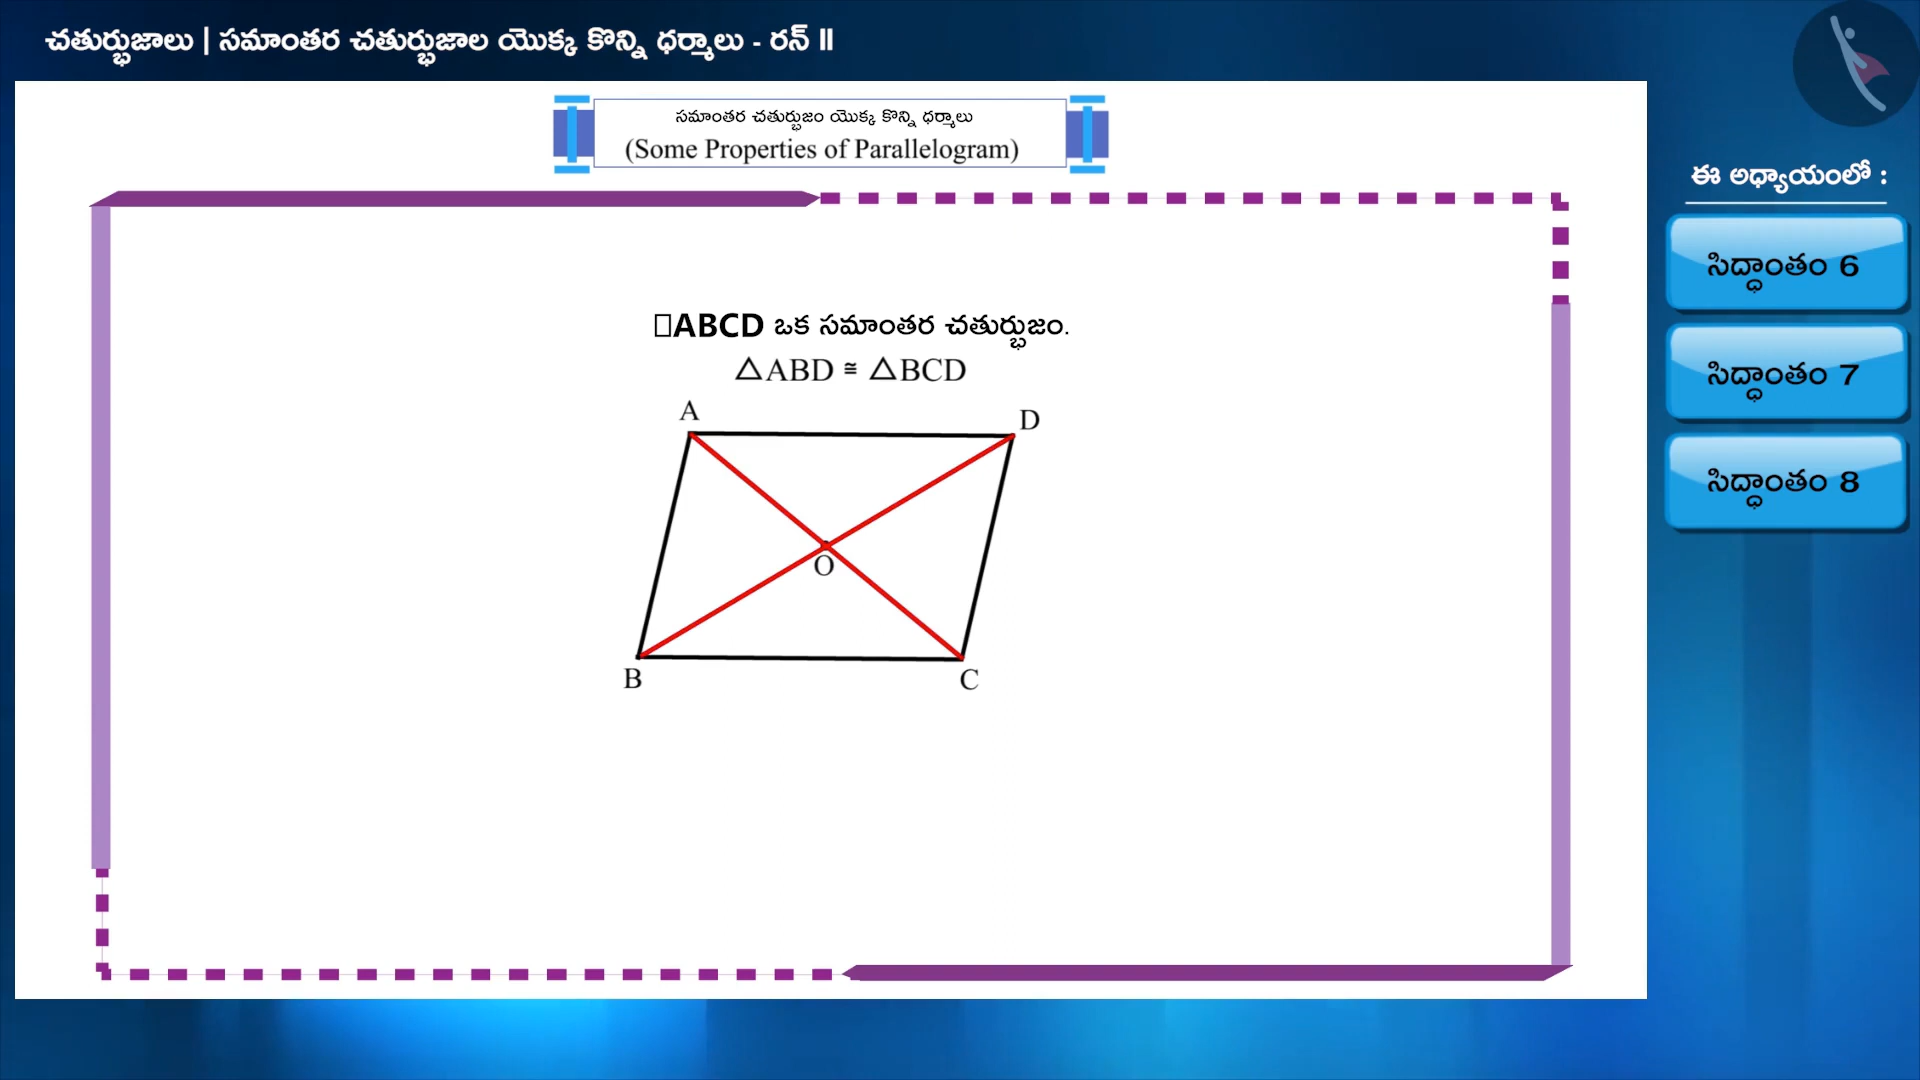 చతుర్భుజాలు | సమాంతర చతుర్భుజాల యొక్క కొన్ని ధర్మాలు - రన్ II
సమాంతర చతుర్భుజం యొక్క కొన్ని ధర్మాలు
(Some Properties of Parallelogram)
ఈ అధ్యాయంలో :
సిద్ధాంతం 6
సిద్ధాంతం 7
సిద్ధాంతం 8
□ABCD ఒక సమాంతర చతుర్భుజం.
△ABD ≅ △BCD
A
D
O
B
C